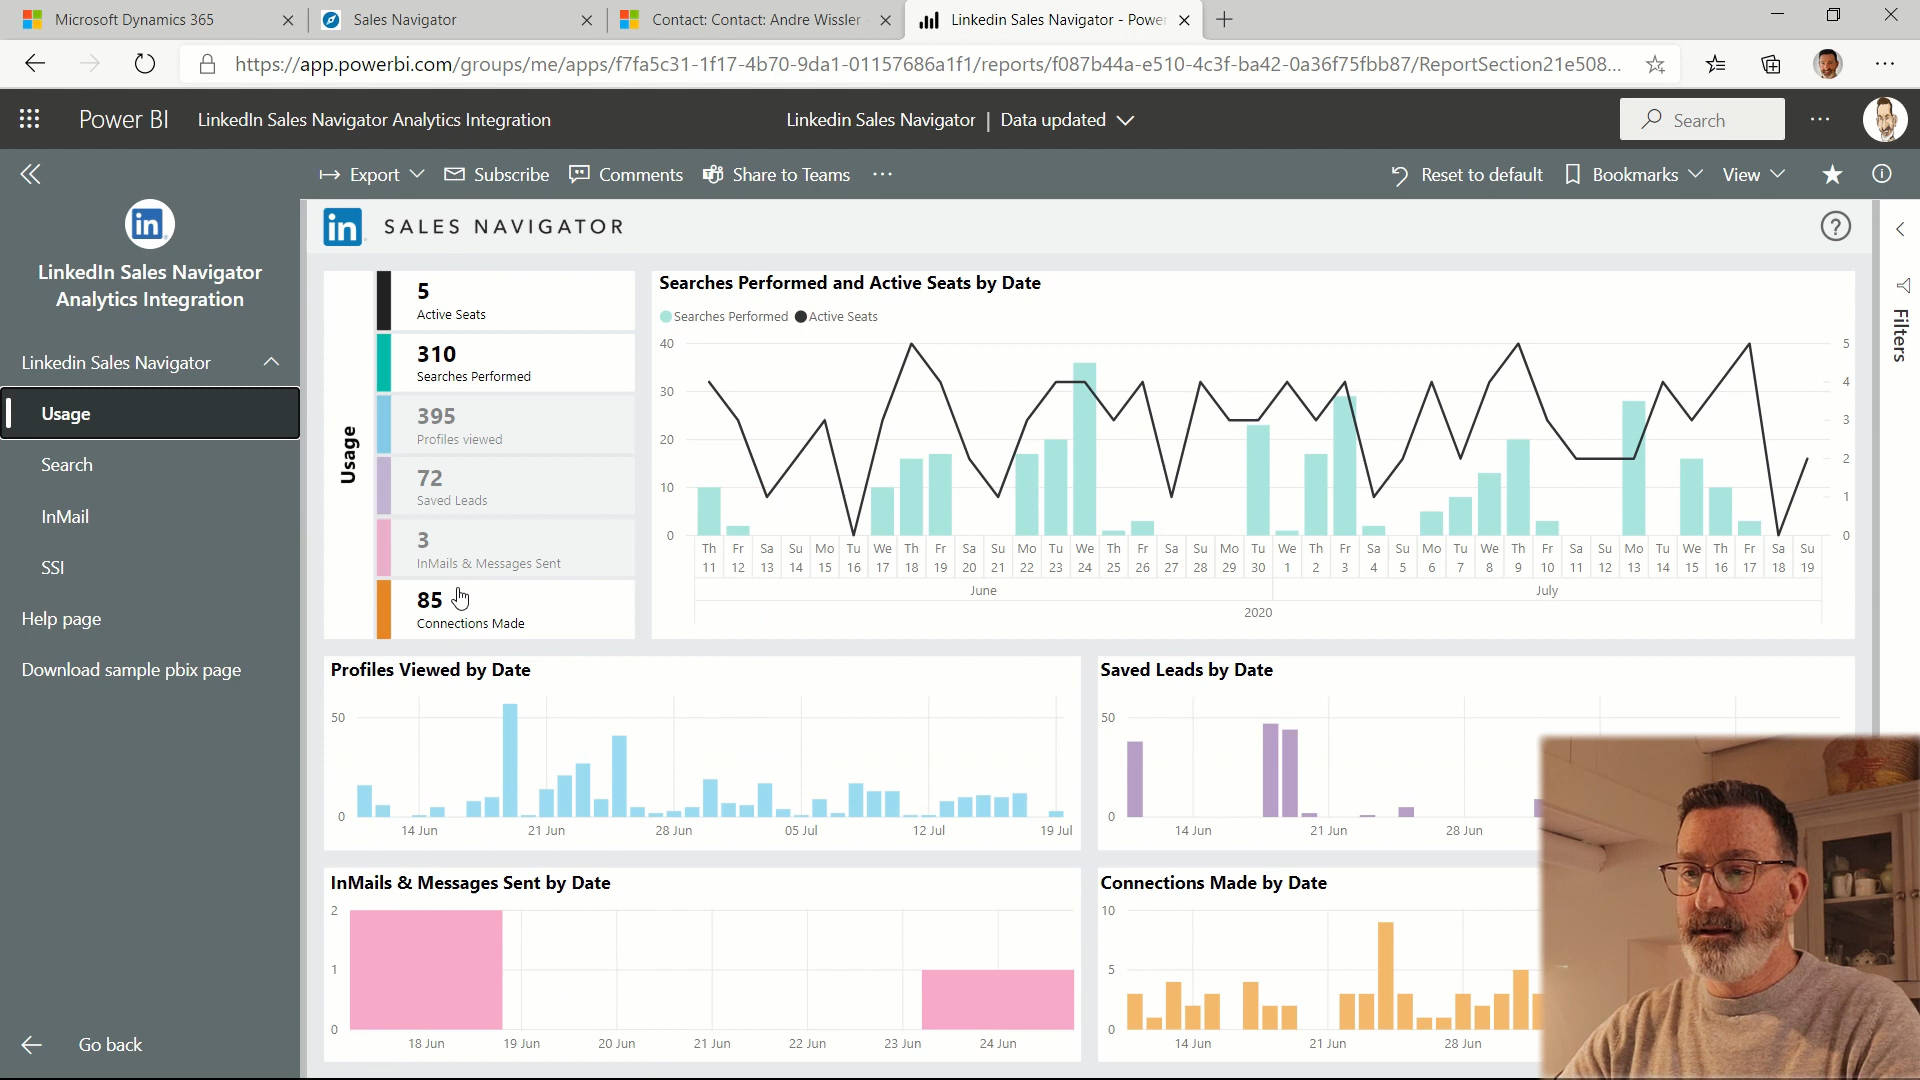 Microsoft Dynamics 365
Sales Navigator
Contact: Contact: Andre Wissler
Linkedin Sales Navigator - Power
https://app.powerbi.com/groups/me/apps/f7fa5c31-1f17-4b70-9da1-01157686a1f1/reports/f087b44a-e510-4c3f-ba42-0a36f75fbb87/ReportSection21e508...
Power BI
LinkedIn Sales Navigator Analytics Integration
Linkedin Sales Navigator | Data updated
Search
Export
Subscribe
Comments
Share to Teams
Reset to default
Bookmarks
View
in
LinkedIn Sales Navigator
Analytics Integration
Linkedin Sales Navigator
Usage
Search
InMail
SSI
Help page
Download sample pbix page
Go back
in SALES NAVIGATOR
Filters
Usage
5
Active Seats
310
Searches Performed
395
Profiles viewed
72
Saved Leads
3
InMails & Messages Sent
85
Connections Made
Searches Performed and Active Seats by Date
Searches Performed Active Seats
40 5
30 4
20 3
10 2
0 1
0
Th Fr Sa Su Mo Tu We Th Fr Sa Su Mo Tu We Th Fr Sa Su Mo Tu We Th Fr Sa Su Mo Tu We Th Fr Sa Su Mo Tu We Th Fr Sa Su
11 12 13 14 15 16 17 18 19 20 21 22 23 24 25 26 27 28 29 30 1 2 3 4 5 6 7 8 9 10 11 12 13 14 15 16 17 18 19
June July
2020
Profiles Viewed by Date
50
0
14 Jun 21 Jun 28 Jun 05 Jul 12 Jul 19 Jul
Saved Leads by Date
50
0
14 Jun 21 Jun 28 Jun
InMails & Messages Sent by Date
2
1
0
18 Jun 19 Jun 20 Jun 21 Jun 22 Jun 23 Jun 24 Jun
Connections Made by Date
10
5
0
14 Jun 21 Jun 28 Jun